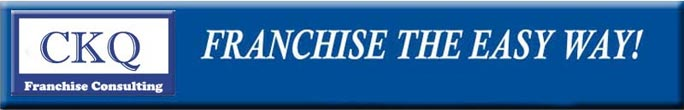 CKQ
Franchise Consulting
FRANCHISE THE EASY WAY!